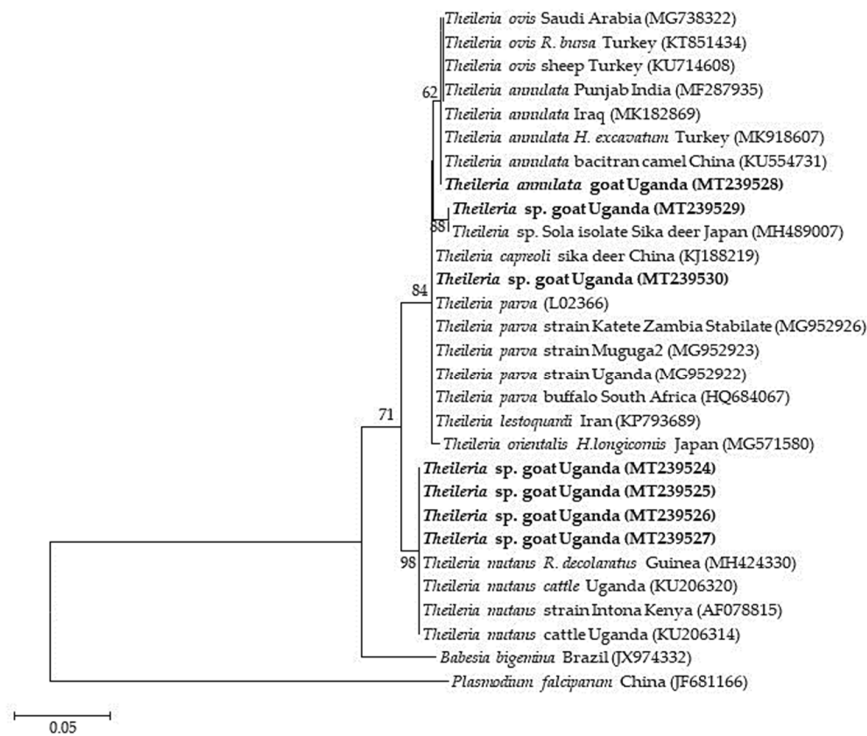 Theileria ovis Saudi Arabia (MG738322)
Theileria ovis R. bursa Turkey (KT851434)
Theileria ovis sheep Turkey (KU714608)
62
Theileria annulata Punjab India (MF287935)
Theileria annulata Iraq (MK182869)
Theileria annulata H. excavatum Turkey (MK918607)
Theileria annulata bacitran camel China (KU554731)
Theileria annulata goat Uganda (MT239528)
Theileria sp. goat Uganda (MT239529)
88
Theileria sp. Sola isolate Sika deer Japan (MH489007)
Theileria capreoli sika deer China (KJ188219)
Theileria sp. goat Uganda (MT239530)
84
Theileria parva (L02366)
Theileria parva strain Katete Zambia Stabilate (MG952926)
Theileria parva strain Muguga2 (MG952923)
Theileria parva strain Uganda (MG952922)
Theileria parva buffalo South Africa (HQ684067)
71
Theileria lestoquardi Iran (KP793689)
Theileria orientalis H.longicornis Japan (MG571580)
Theileria sp. goat Uganda (MT239524)
Theileria sp. goat Uganda (MT239525)
Theileria sp. goat Uganda (MT239526)
Theileria sp. goat Uganda (MT239527)
98
Theileria mutans R. decolaratus Guinea (MH424330)
Theileria mutans cattle Uganda (KU206320)
Theileria mutans strain Intona Kenya (AF078815)
Theileria mutans cattle Uganda (KU206314)
Babesia bigemina Brazil (JX974332)
Plasmodium falciparum China (JF681166)
0.05